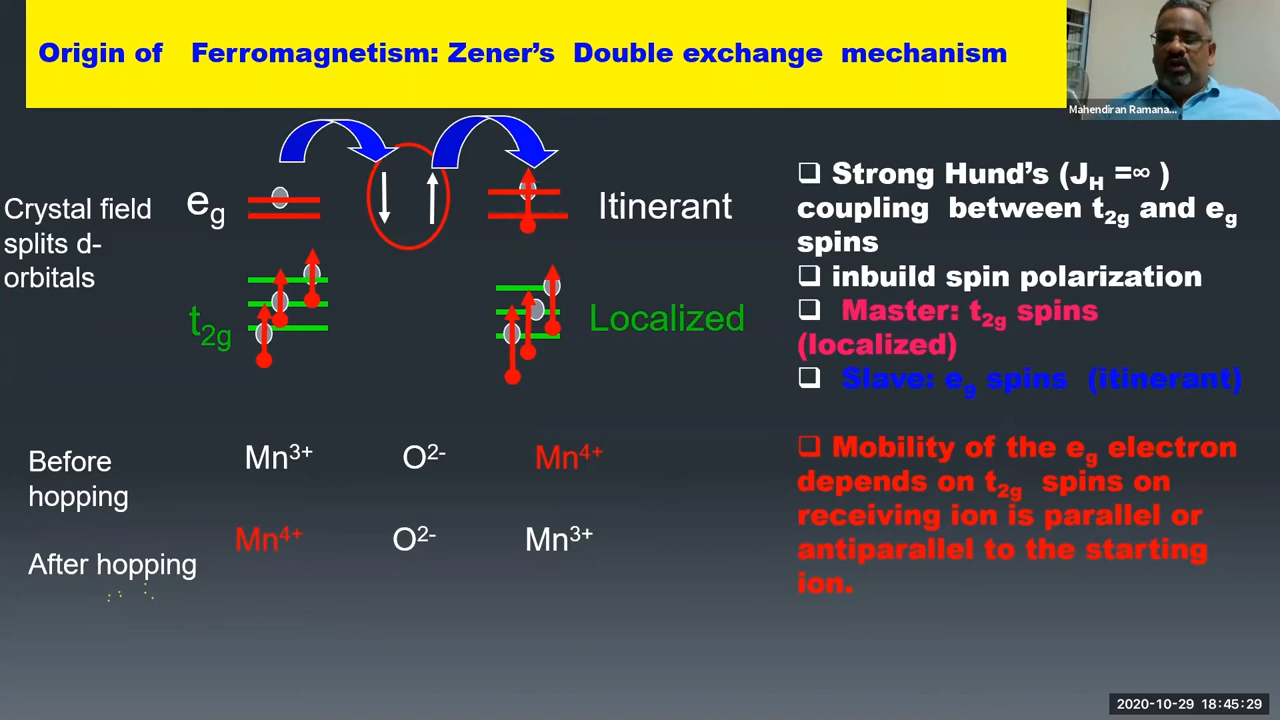 Origin of Ferromagnetism: Zener's Double exchange mechanism
Mahendiran Ramana...
Crystal field
splits d-
orbitals
eg
Itinerant
t2g
Localized
Before
hopping
Mn3+ O2- Mn4+
After hopping
Mn4+ O2- Mn3+
❑ Strong Hund's (JH =∞ )
coupling between t2g and eg
spins
❑ inbuild spin polarization
❑ Master: t2g spins
(localized)
❑ Slave: eg spins (itinerant)
❑ Mobility of the eg electron
depends on t2g spins on
receiving ion is parallel or
antiparallel to the starting
ion.
2020-10-29 18:45:29